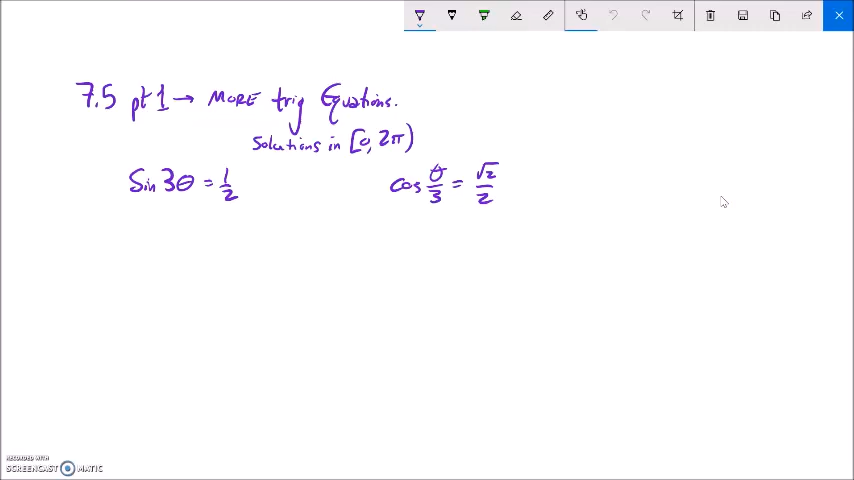 7.5 pt 1 → MORE trig Equations.
Solutions in [0, 2π)
Sin 3θ = 1/2
cos θ/3 = √2/2
RECORDED WITH
SCREENCAST MATIC